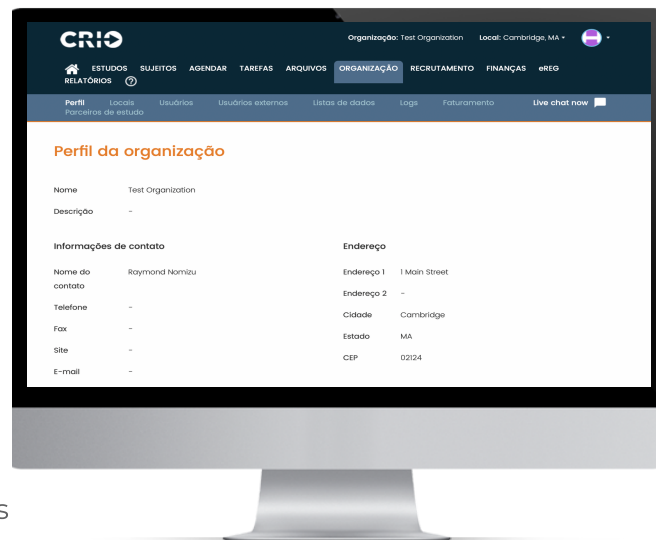 CRIO
Organização: Test Organization Local: Cambridge, MA
ESTUDOS SUJEITOS AGENDAR TAREFAS ARQUIVOS ORGANIZAÇÃO RECRUTAMENTO FINANÇAS eREG
RELATÓRIOS ?
Perfil Locais Usuários Usuários externos Listas de dados Logs Faturamento Live chat now
Parceiros de estudo
Perfil da organização
Nome Test Organization
Descrição -
Informações de contato
Nome do contato Raymond Nomizu
Telefone -
Fax -
Site -
E-mail -
Endereço
Endereço 1 1 Main Street
Endereço 2 -
Cidade Cambridge
Estado MA
CEP 02124
s